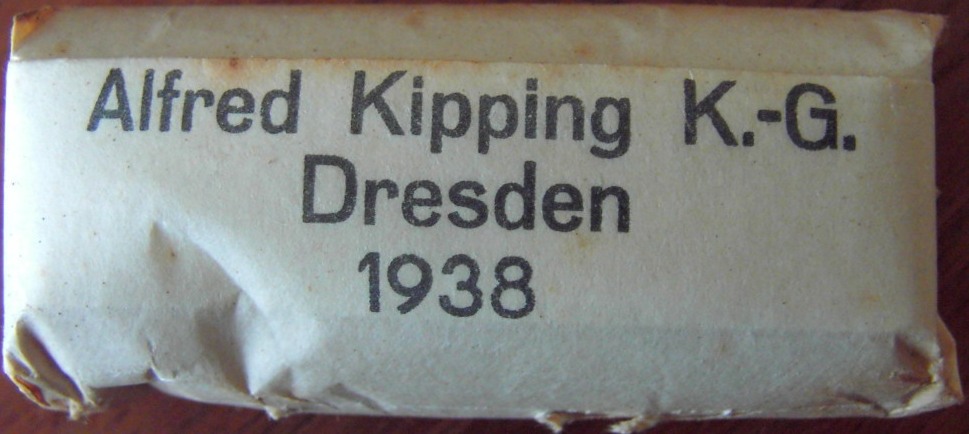 Alfred Kipping K.-G.
Dresden
1938